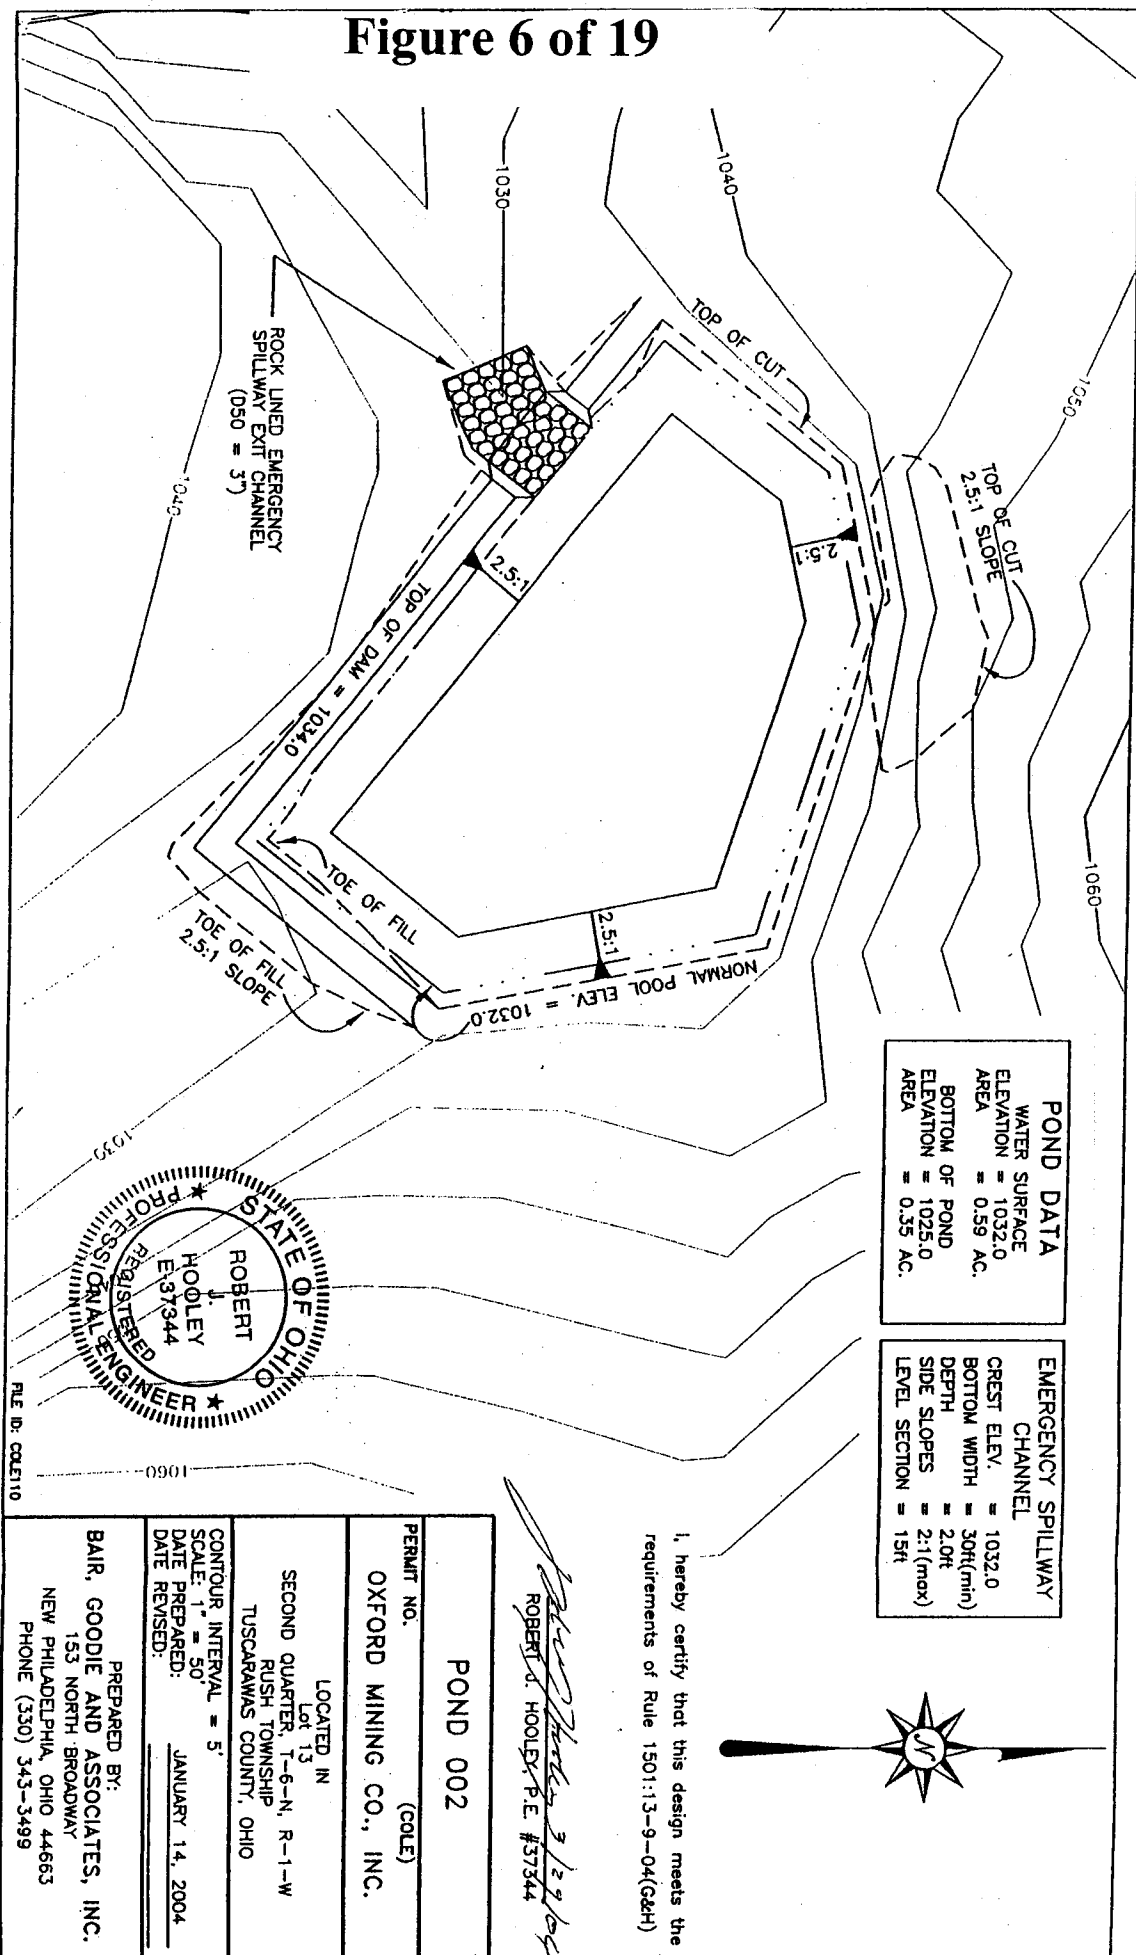 Figure 6 of 19
1030
1040
1050
1060
TOP OF CUT
TOP OF CUT
2.5:1 SLOPE
ROCK LINED EMERGENCY
SPILLWAY EXIT CHANNEL
(D50 = 3")
1040
2.5:1
2.5:1
2.5:1
TOP OF DAM = 1034.0
TOE OF FILL
TOE OF FILL
2.5:1 SLOPE
NORMAL POOL ELEV. = 1032.0
1030
1060
POND DATA
WATER SURFACE
ELEVATION = 1032.0
AREA = 0.59 AC.
BOTTOM OF POND
ELEVATION = 1025.0
AREA = 0.35 AC.
EMERGENCY SPILLWAY
CHANNEL
CREST ELEV. = 1032.0
BOTTOM WIDTH = 30ft(min)
DEPTH = 2.0ft
SIDE SLOPES = 2:1(max)
LEVEL SECTION = 15ft
N
STATE OF OHIO
ROBERT
J.
HOOLEY
E-37344
REGISTERED
PROFESSIONAL ENGINEER
I, hereby certify that this design meets the
requirements of Rule 1501:13-9-04(G&H)
3/29/04
ROBERT J. HOOLEY, P.E. #37344
POND 002
PERMIT NO. (COLE)
OXFORD MINING CO., INC.
LOCATED IN
Lot 13
SECOND QUARTER, T-6-N, R-1-W
RUSH TOWNSHIP
TUSCARAWAS COUNTY, OHIO
CONTOUR INTERVAL = 5'
SCALE: 1" = 50'
DATE PREPARED: JANUARY 14, 2004
DATE REVISED:
PREPARED BY:
BAIR, GOODIE AND ASSOCIATES, INC.
153 NORTH BROADWAY
NEW PHILADELPHIA, OHIO 44663
PHONE (330) 343-3499
FILE ID: COLE110